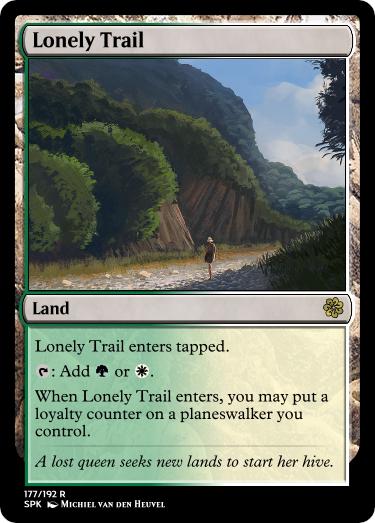 Lonely Trail
Land
Lonely Trail enters tapped.
: Add or .
When Lonely Trail enters, you may put a
loyalty counter on a planeswalker you
control.
A lost queen seeks new lands to start her hive.
177/192 R
SPK Michiel van den Heuvel